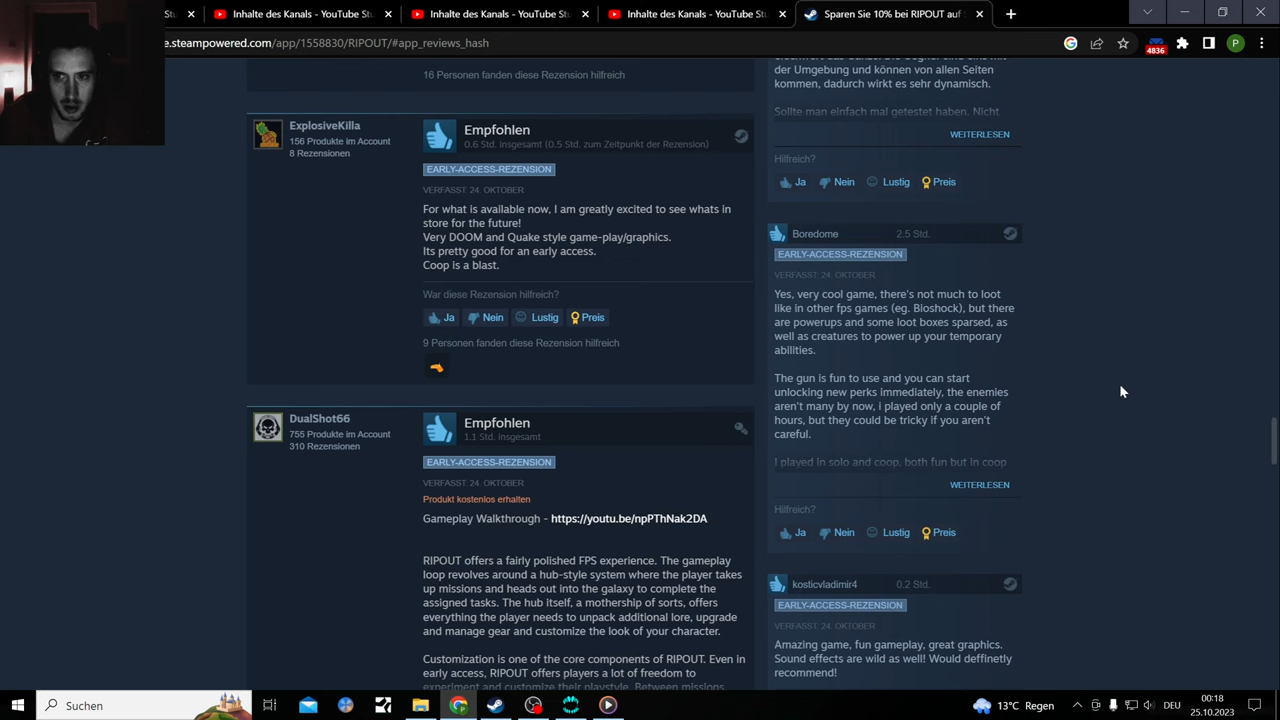 Inhalte des Kanals - YouTube Stu
Inhalte des Kanals - YouTube Stu
Inhalte des Kanals - YouTube Stu
Sparen Sie 10% bei RIPOUT auf
e.steampowered.com/app/1558830/RIPOUT/#app_reviews_hash
4836
P
16 Personen fanden diese Rezension hilfreich
ExplosiveKilla
156 Produkte im Account
8 Rezensionen
Empfohlen
0.6 Std. insgesamt (0.5 Std. zum Zeitpunkt der Rezension)
EARLY-ACCESS-REZENSION
VERFASST: 24. OKTOBER
For what is available now, I am greatly excited to see whats in
store for the future!
Very DOOM and Quake style game-play/graphics.
Its pretty good for an early access.
Coop is a blast.
War diese Rezension hilfreich?
Ja
Nein
Lustig
Preis
9 Personen fanden diese Rezension hilfreich
DualShot66
755 Produkte im Account
310 Rezensionen
Empfohlen
1.1 Std. insgesamt
EARLY-ACCESS-REZENSION
VERFASST: 24. OKTOBER
Produkt kostenlos erhalten
Gameplay Walkthrough - https://youtu.be/npPThNak2DA
RIPOUT offers a fairly polished FPS experience. The gameplay
loop revolves around a hub-style system where the player takes
up missions and heads out into the galaxy to complete the
assigned tasks. The hub itself, a mothership of sorts, offers
everything the player needs to unpack additional lore, upgrade
and manage gear and customize the look of your character.
Customization is one of the core components of RIPOUT. Even in
early access, RIPOUT offers players a lot of freedom to
experiment and customize their playstyle. Between missions
der Umgebung und können von allen Seiten
kommen, dadurch wirkt es sehr dynamisch.
Sollte man einfach mal getestet haben. Nicht
WEITERLESEN
Hilfreich?
Ja
Nein
Lustig
Preis
Boredome
2.5 Std.
EARLY-ACCESS-REZENSION
VERFASST: 24. OKTOBER
Yes, very cool game, there's not much to loot
like in other fps games (eg. Bioshock), but there
are powerups and some loot boxes sparsed, as
well as creatures to power up your temporary
abilities.
The gun is fun to use and you can start
unlocking new perks immediately, the enemies
aren't many by now, i played only a couple of
hours, but they could be tricky if you aren't
careful.
I played in solo and coop, both fun but in coop
WEITERLESEN
Hilfreich?
Ja
Nein
Lustig
Preis
kosticvladimir4
0.2 Std.
EARLY-ACCESS-REZENSION
VERFASST: 24. OKTOBER
Amazing game, fun gameplay, great graphics.
Sound effects are wild as well! Would deffinetly
recommend!
Suchen
13°C Regen
DEU
00:18
25.10.2023